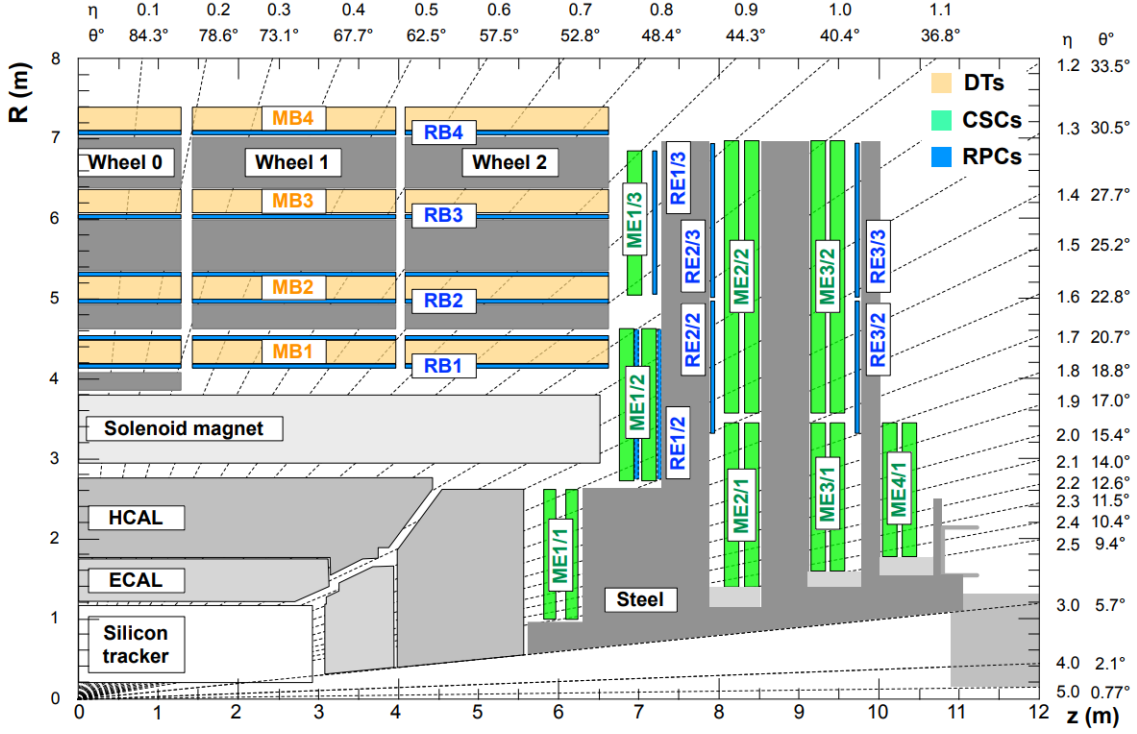 η 0.1 0.2 0.3 0.4 0.5 0.6 0.7 0.8 0.9 1.0 1.1
θ° 84.3° 78.6° 73.1° 67.7° 62.5° 57.5° 52.8° 48.4° 44.3° 40.4° 36.8° η θ°
R (m)
8
7
6
5
4
3
2
1
0
1.2 33.5°
1.3 30.5°
1.4 27.7°
1.5 25.2°
1.6 22.8°
1.7 20.7°
1.8 18.8°
1.9 17.0°
2.0 15.4°
2.1 14.0°
2.2 12.6°
2.3 11.5°
2.4 10.4°
2.5 9.4°
3.0 5.7°
4.0 2.1°
5.0 0.77°
DTs
CSCs
RPCs
MB4
RB4
Wheel 0 Wheel 1 Wheel 2
MB3
RB3
MB2
RB2
MB1
RB1
Solenoid magnet
HCAL
ECAL
Silicon
tracker
Steel
ME1/3
RE1/3
RE2/3
ME2/2
ME3/2
RE3/3
RE2/2
RE3/2
ME1/2
RE1/2
ME1/1
ME2/1
ME3/1
ME4/1
0 1 2 3 4 5 6 7 8 9 10 11 12
z (m)